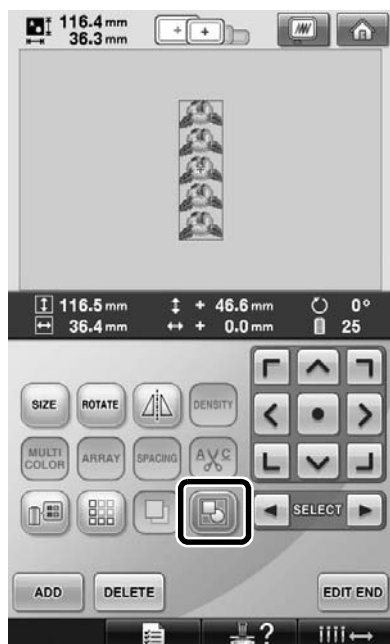 116.4 mm
36.3 mm
116.5 mm + 46.6 mm 0°
36.4 mm + 0.0 mm 25
SIZE ROTATE DENSITY
MULTI COLOR ARRAY SPACING AVC
SELECT
ADD DELETE EDIT END
?